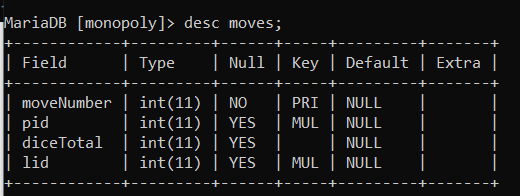 MariaDB [monopoly]> desc moves;
+------------+---------+------+-----+---------+-------+
| Field      | Type    | Null | Key | Default | Extra |
+------------+---------+------+-----+---------+-------+
| moveNumber | int(11) | NO   | PRI | NULL    |       |
| pid        | int(11) | YES  | MUL | NULL    |       |
| diceTotal  | int(11) | YES  |     | NULL    |       |
| lid        | int(11) | YES  | MUL | NULL    |       |
+------------+---------+------+-----+---------+-------+